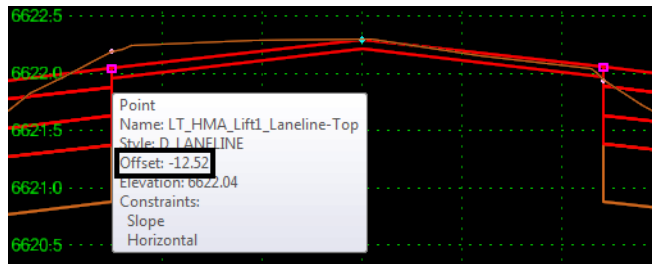 6622.5
6622.0
Point
Name: LT_HMA_Lift1_Laneline-Top
6621.5
Style: D_LANELINE
Offset: -12.52
6621.0
Elevation: 6622.04
Constraints:
Slope
Horizontal
6620.5